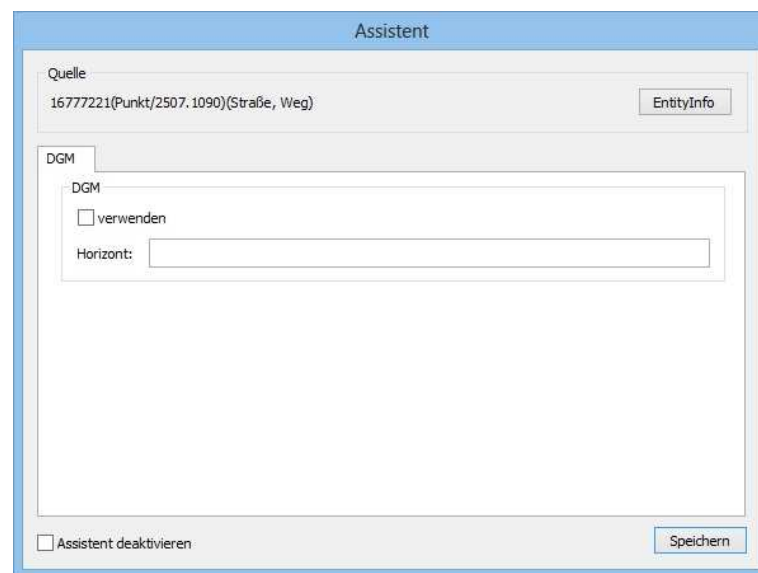 Assistent
Quelle
16777221(Punkt/2507.1090)(Straße, Weg)
EntityInfo
DGM
DGM
verwenden
Horizont:
Assistent deaktivieren
Speichern